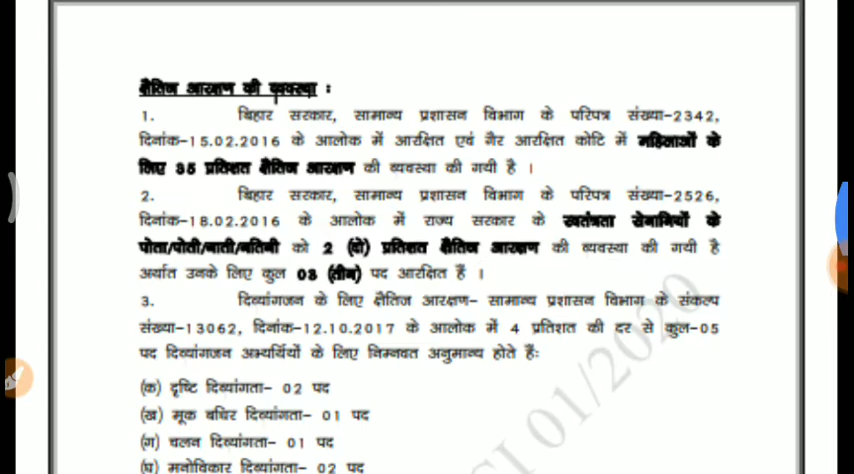 क्षैतिज आरक्षण की व्यवस्था :
1. बिहार सरकार, सामान्य प्रशासन विभाग के परिपत्र संख्या-2342,
दिनांक-15.02.2016 के आलोक में आरक्षित एवं गैर आरक्षित कोटि में महिलाओं के
लिए 35 प्रतिशत क्षैतिज आरक्षण की व्यवस्था की गयी है ।
2. बिहार सरकार, सामान्य प्रशासन विभाग के परिपत्र संख्या-2526,
दिनांक-18.02.2016 के आलोक में राज्य सरकार के स्वतंत्रता सेनानियों के
पोता/पोती/नाती/नतिनी को 2 (दो) प्रतिशत क्षैतिज आरक्षण की व्यवस्था की गयी है
अर्थात उनके लिए कुल 03 (तीन) पद आरक्षित हैं ।
3. दिव्यांगजन के लिए क्षैतिज आरक्षण- सामान्य प्रशासन विभाग के संकल्प
संख्या-13062, दिनांक-12.10.2017 के आलोक में 4 प्रतिशत की दर से कुल-05
पद दिव्यांगजन अभ्यर्थियों के लिए निम्नवत अनुमान्य होते हैं:
(क) दृष्टि दिव्यांगता- 02 पद
(ख) मूक बधिर दिव्यांगता- 01 पद
(ग) चलन दिव्यांगता- 01 पद
(घ) मनोविकार दिव्यांगता- 02 पद
SI 01/2020